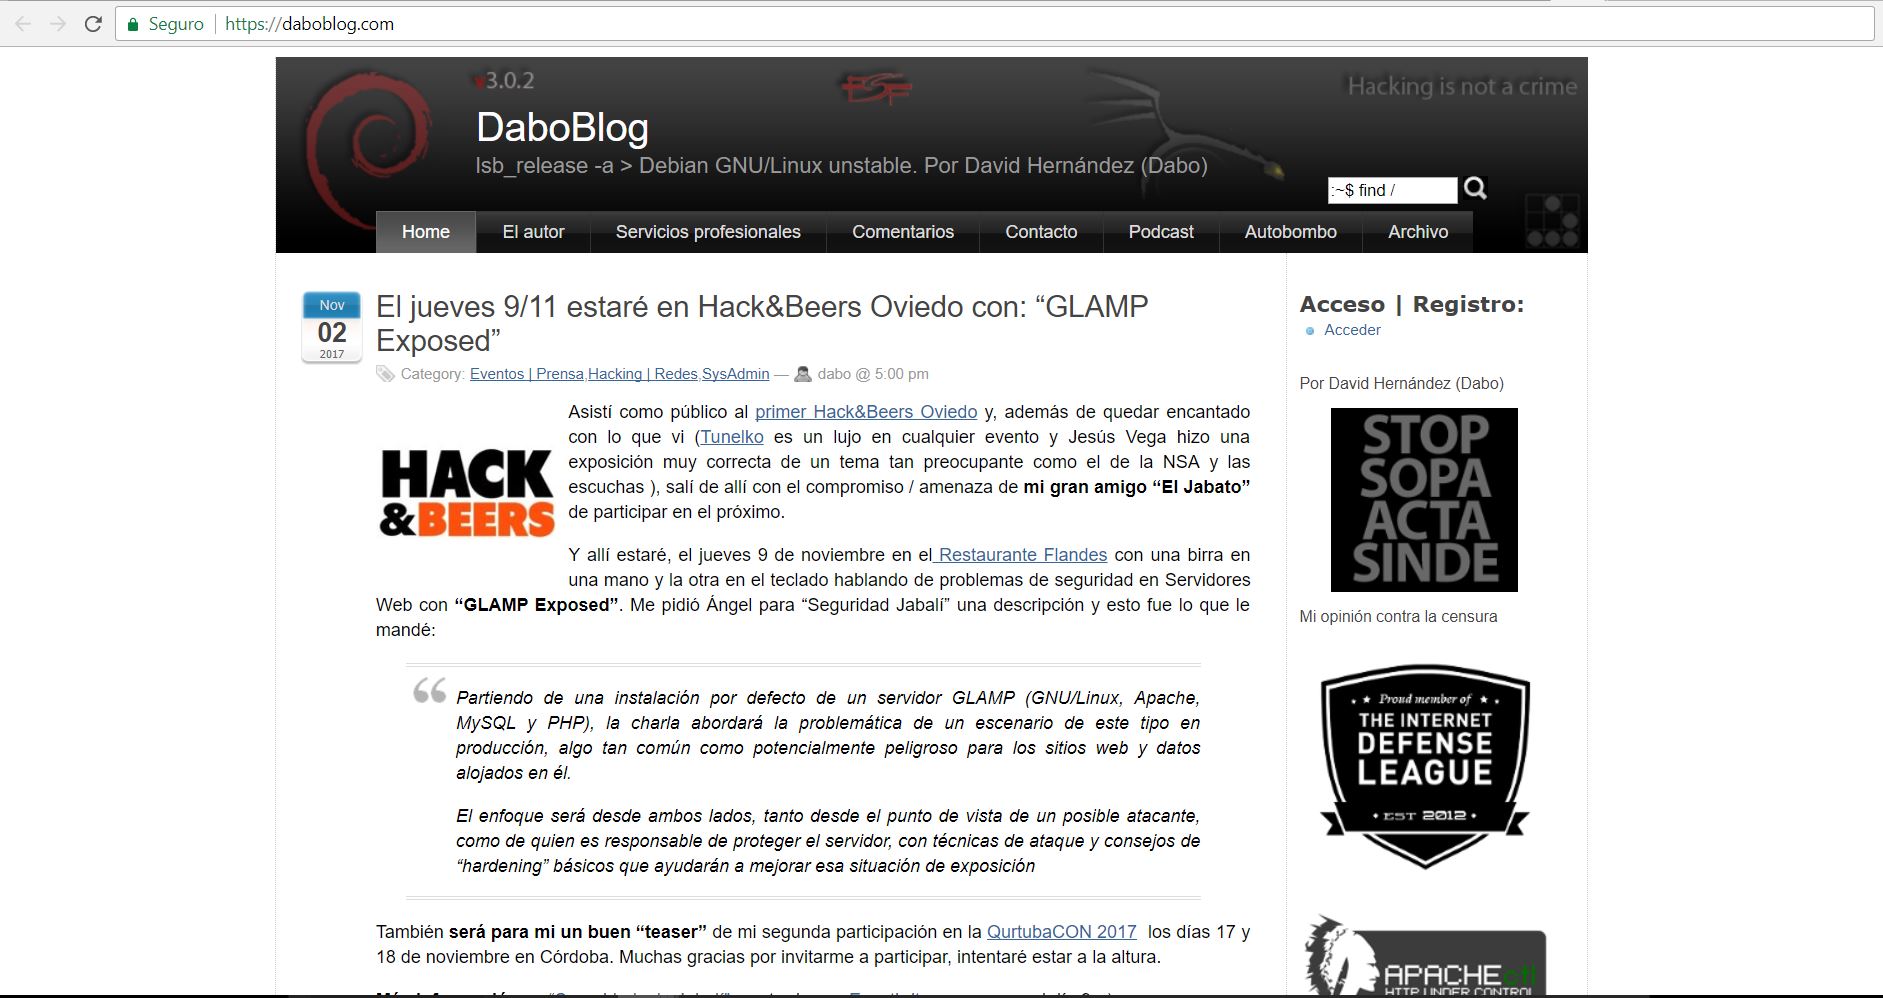 Seguro https://daboblog.com
v3.0.2
Hacking is not a crime
DaboBlog
lsb_release -a > Debian GNU/Linux unstable. Por David Hernández (Dabo)
:~$ find /
Home El autor Servicios profesionales Comentarios Contacto Podcast Autobombo Archivo
Nov
02
2017
El jueves 9/11 estaré en Hack&Beers Oviedo con: “GLAMP
Exposed”
Category: Eventos | Prensa,Hacking | Redes,SysAdmin — dabo @ 5:00 pm
HACK
&BEERS
Asistí como público al primer Hack&Beers Oviedo y, además de quedar encantado
con lo que vi (Tunelko es un lujo en cualquier evento y Jesús Vega hizo una
exposición muy correcta de un tema tan preocupante como el de la NSA y las
escuchas ), salí de allí con el compromiso / amenaza de mi gran amigo “El Jabato”
de participar en el próximo.
Y allí estaré, el jueves 9 de noviembre en el Restaurante Flandes con una birra en
una mano y la otra en el teclado hablando de problemas de seguridad en Servidores
Web con “GLAMP Exposed”. Me pidió Ángel para “Seguridad Jabalí” una descripción y esto fue lo que le
mandé:
“ Partiendo de una instalación por defecto de un servidor GLAMP (GNU/Linux, Apache,
MySQL y PHP), la charla abordará la problemática de un escenario de este tipo en
producción, algo tan común como potencialmente peligroso para los sitios web y datos
alojados en él.
El enfoque será desde ambos lados, tanto desde el punto de vista de un posible atacante,
como de quien es responsable de proteger el servidor, con técnicas de ataque y consejos de
“hardening” básicos que ayudarán a mejorar esa situación de exposición
También será para mi un buen “teaser” de mi segunda participación en la QurtubaCON 2017 los días 17 y
18 de noviembre en Córdoba. Muchas gracias por invitarme a participar, intentaré estar a la altura.
Acceso | Registro:
Acceder
Por David Hernández (Dabo)
STOP
SOPA
ACTA
SINDE
Mi opinión contra la censura
Proud member of
THE INTERNET
DEFENSE
LEAGUE
EST 2012
APACHEctl
HTTP UNDER CONTROL